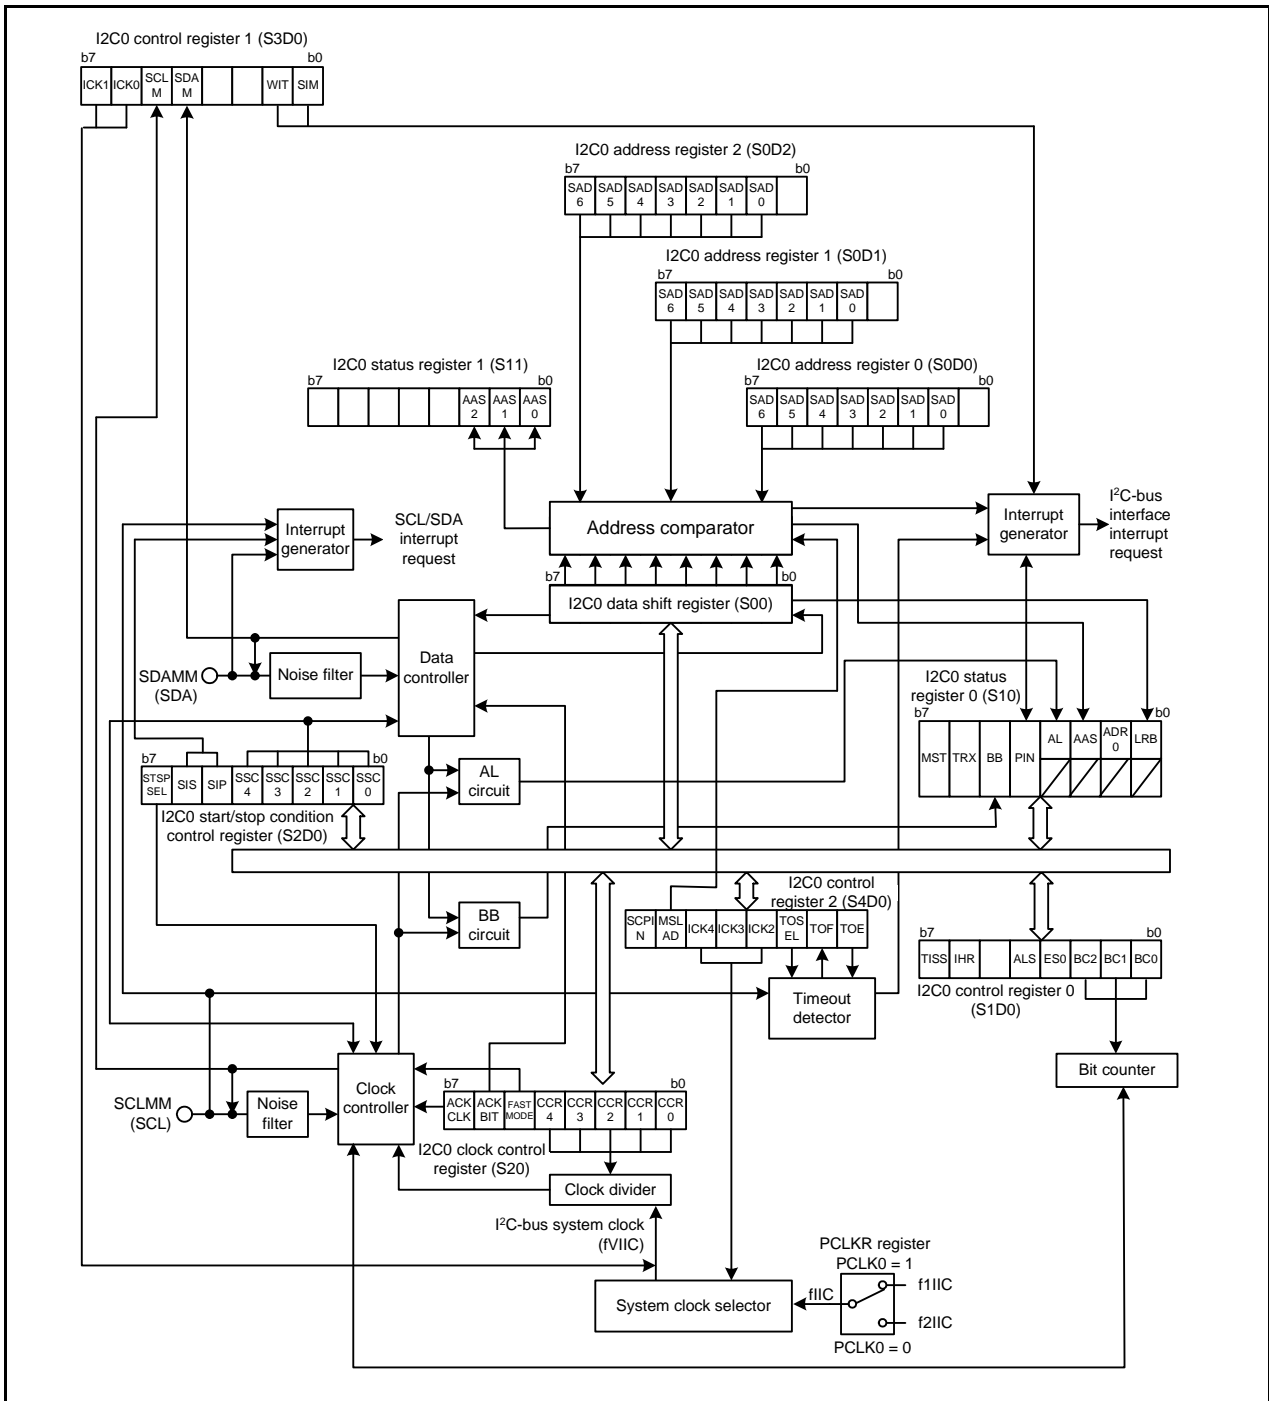 I2C0 control register 1 (S3D0)
b7 b0
ICK1 ICK0 SCL M SDA M WIT SIM
I2C0 address register 2 (S0D2)
b7 b0
SAD 6 SAD 5 SAD 4 SAD 3 SAD 2 SAD 1 SAD 0
I2C0 address register 1 (S0D1)
b7 b0
SAD 6 SAD 5 SAD 4 SAD 3 SAD 2 SAD 1 SAD 0
I2C0 status register 1 (S11)
b7 b0
AAS 2 AAS 1 AAS 0
I2C0 address register 0 (S0D0)
b7 b0
SAD 6 SAD 5 SAD 4 SAD 3 SAD 2 SAD 1 SAD 0
Interrupt
generator
SCL/SDA
interrupt
request
Address comparator
Interrupt
generator
I²C-bus
interface
interrupt
request
b7 b0
I2C0 data shift register (S00)
Data
controller
SDAMM
(SDA)
Noise filter
I2C0 status
register 0 (S10)
b7 b0
MST TRX BB PIN AL AAS ADR 0 LRB
b7 b0
STSP SEL SIS SIP SSC 4 SSC 3 SSC 2 SSC 1 SSC 0
I2C0 start/stop condition
control register (S2D0)
AL
circuit
BB
circuit
I2C0 control
register 2 (S4D0)
SCPI N MSL AD ICK4 ICK3 ICK2 TOS EL TOF TOE
Timeout
detector
b7 b0
TISS IHR ALS ES0 BC2 BC1 BC0
I2C0 control register 0
(S1D0)
Bit counter
SCLMM
(SCL)
Noise
filter
Clock
controller
b7 b0
ACK CLK ACK BIT FAST MODE CCR 4 CCR 3 CCR 2 CCR 1 CCR 0
I2C0 clock control
register (S20)
Clock divider
I²C-bus system clock
(fVIIC)
System clock selector
fIIC
PCLKR register
PCLK0 = 1
f1IIC
f2IIC
PCLK0 = 0